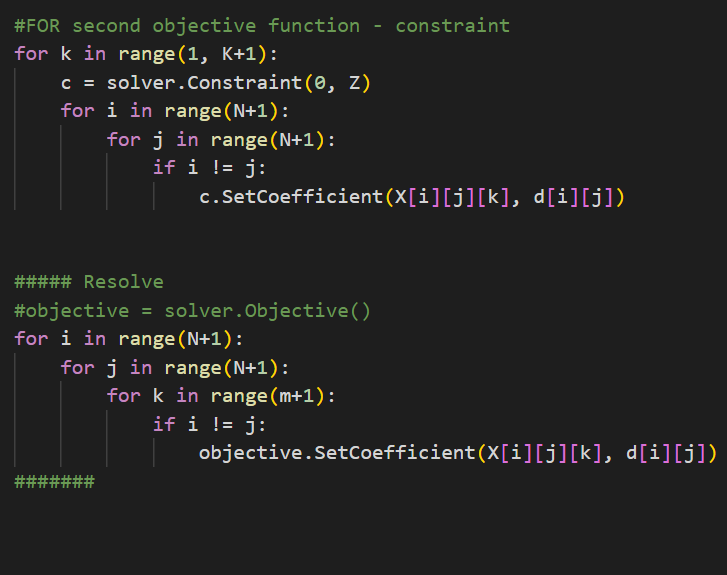 #FOR second objective function - constraint
for k in range(1, K+1):
    c = solver.Constraint(0, Z)
    for i in range(N+1):
        for j in range(N+1):
            if i != j:
                c.SetCoefficient(X[i][j][k], d[i][j])
##### Resolve
#objective = solver.Objective()
for i in range(N+1):
    for j in range(N+1):
        for k in range(m+1):
            if i != j:
                objective.SetCoefficient(X[i][j][k], d[i][j])
#######